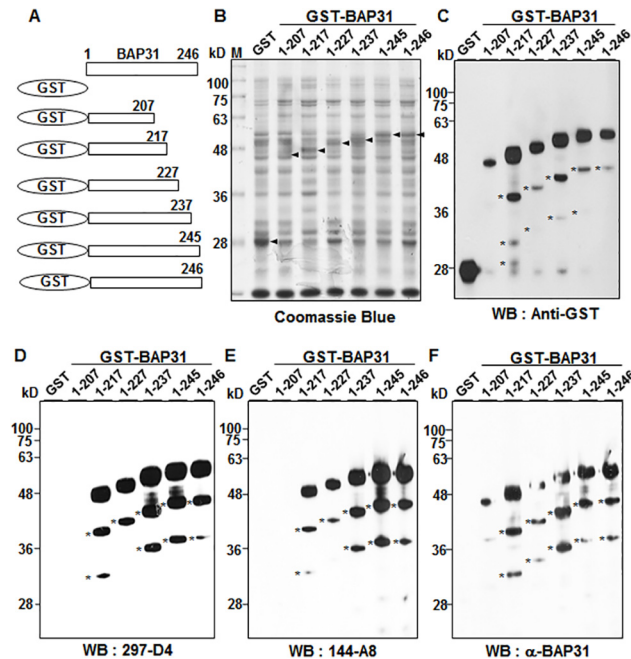 A
1 BAP31 246
GST
GST 207
GST 217
GST 227
GST 237
GST 245
GST 246
B
GST-BAP31
kD M GST 1-207 1-217 1-227 1-237 1-245 1-246
100
75
63
48
36
28
Coomassie Blue
C
GST-BAP31
kD GST 1-207 1-217 1-227 1-237 1-245 1-246
100
75
63
48
* * * *
36
* * *
*
28
WB : Anti-GST
D
GST-BAP31
kD GST 1-207 1-217 1-227 1-237 1-245 1-246
100
75
63
48
* * * * *
36
* * *
*
28
WB : 297-D4
E
GST-BAP31
kD GST 1-207 1-217 1-227 1-237 1-245 1-246
100
75
63
48
* * * * *
36
* * *
*
28
WB : 144-A8
F
GST-BAP31
kD GST 1-207 1-217 1-227 1-237 1-245 1-246
100
75
63
48
* * * * *
36
* * * *
*
28
WB : α-BAP31